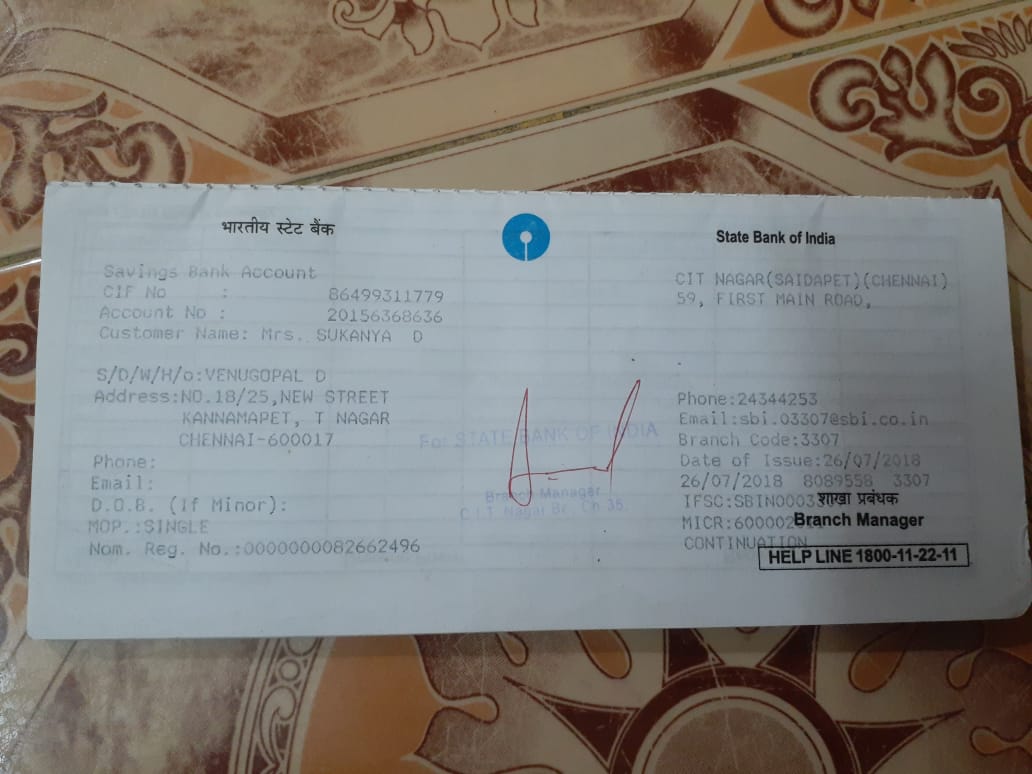 भारतीय स्टेट बैंक
State Bank of India
Savings Bank Account
CIF No : 86499311779
Account No : 20156368636
Customer Name: Mrs. SUKANYA D
S/D/W/H/o:VENUGOPAL D
Address:NO.18/25,NEW STREET
KANNAMAPET, T NAGAR
CHENNAI-600017
Phone:
Email:
D.O.B. (If Minor):
MOP.:SINGLE
Nom. Reg. No.:0000000082662496
For STATE BANK OF INDIA
Branch Manager
C.I.T. Nagar Br., Ch 35.
CIT NAGAR(SAIDAPET)(CHENNAI)
59, FIRST MAIN ROAD,
Phone:24344253
Email:sbi.03307@sbi.co.in
Branch Code:3307
Date of Issue:26/07/2018
26/07/2018 8089558 3307
IFSC:
शाखा प्रबंधक
MICR:
Branch Manager
CONTINUATION
HELP LINE 1800-11-22-11